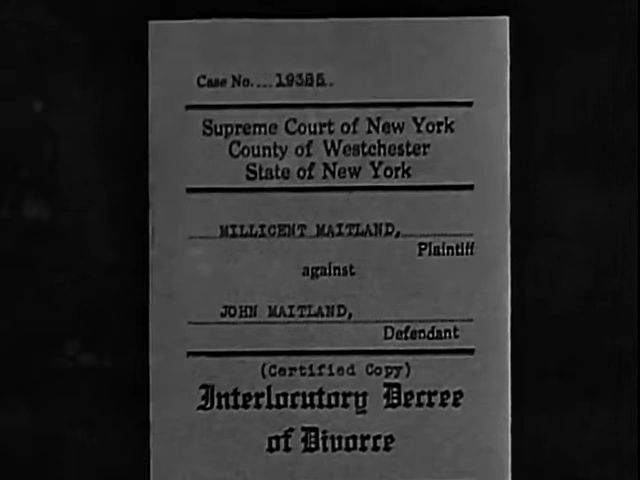 Case No....19385.
Supreme Court of New York
County of Westchester
State of New York
MILLICENT MAITLAND,
Plaintiff
against
JOHN MAITLAND,
Defendant
(Certified Copy)
Interlocutory Decree
of Divorce